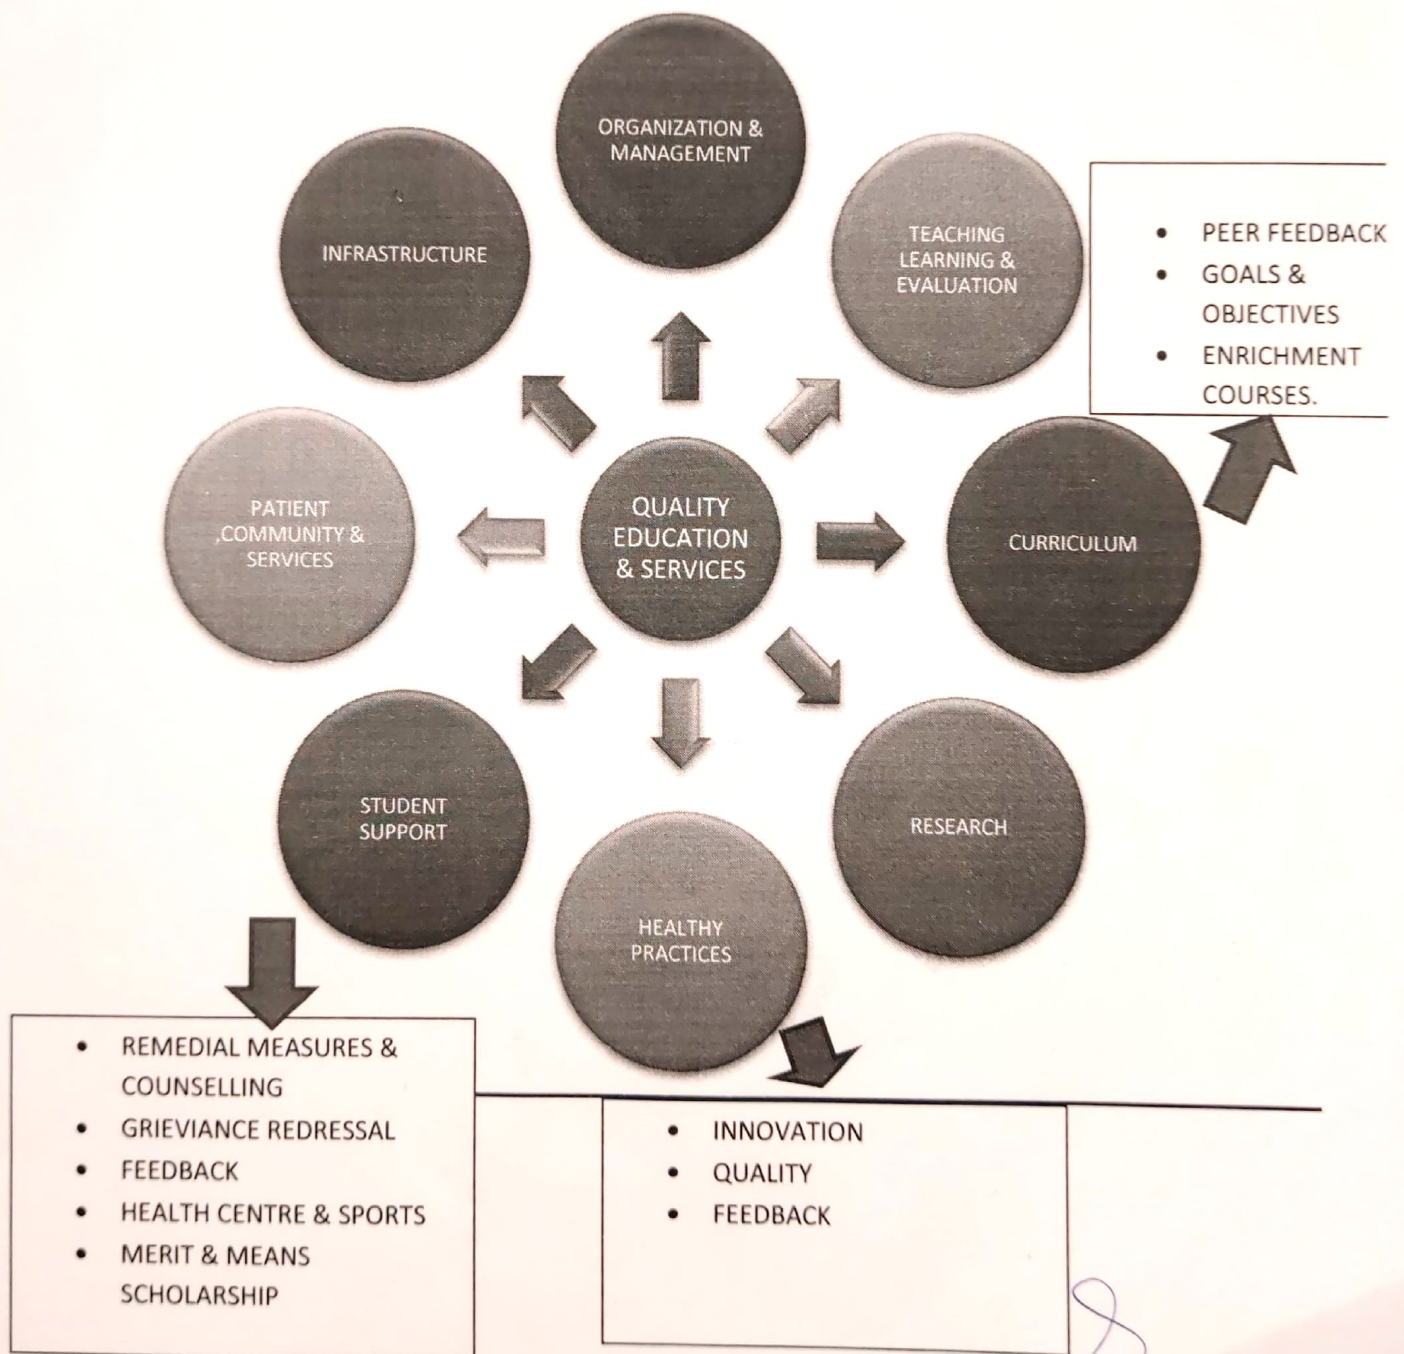 ORGANIZATION &
MANAGEMENT
INFRASTRUCTURE
TEACHING
LEARNING &
EVALUATION
• PEER FEEDBACK
• GOALS &
OBJECTIVES
• ENRICHMENT
COURSES.
PATIENT
,COMMUNITY &
SERVICES
QUALITY
EDUCATION
& SERVICES
CURRICULUM
STUDENT
SUPPORT
RESEARCH
HEALTHY
PRACTICES
• REMEDIAL MEASURES &
COUNSELLING
• GRIEVIANCE REDRESSAL
• FEEDBACK
• HEALTH CENTRE & SPORTS
• MERIT & MEANS
SCHOLARSHIP
• INNOVATION
• QUALITY
• FEEDBACK